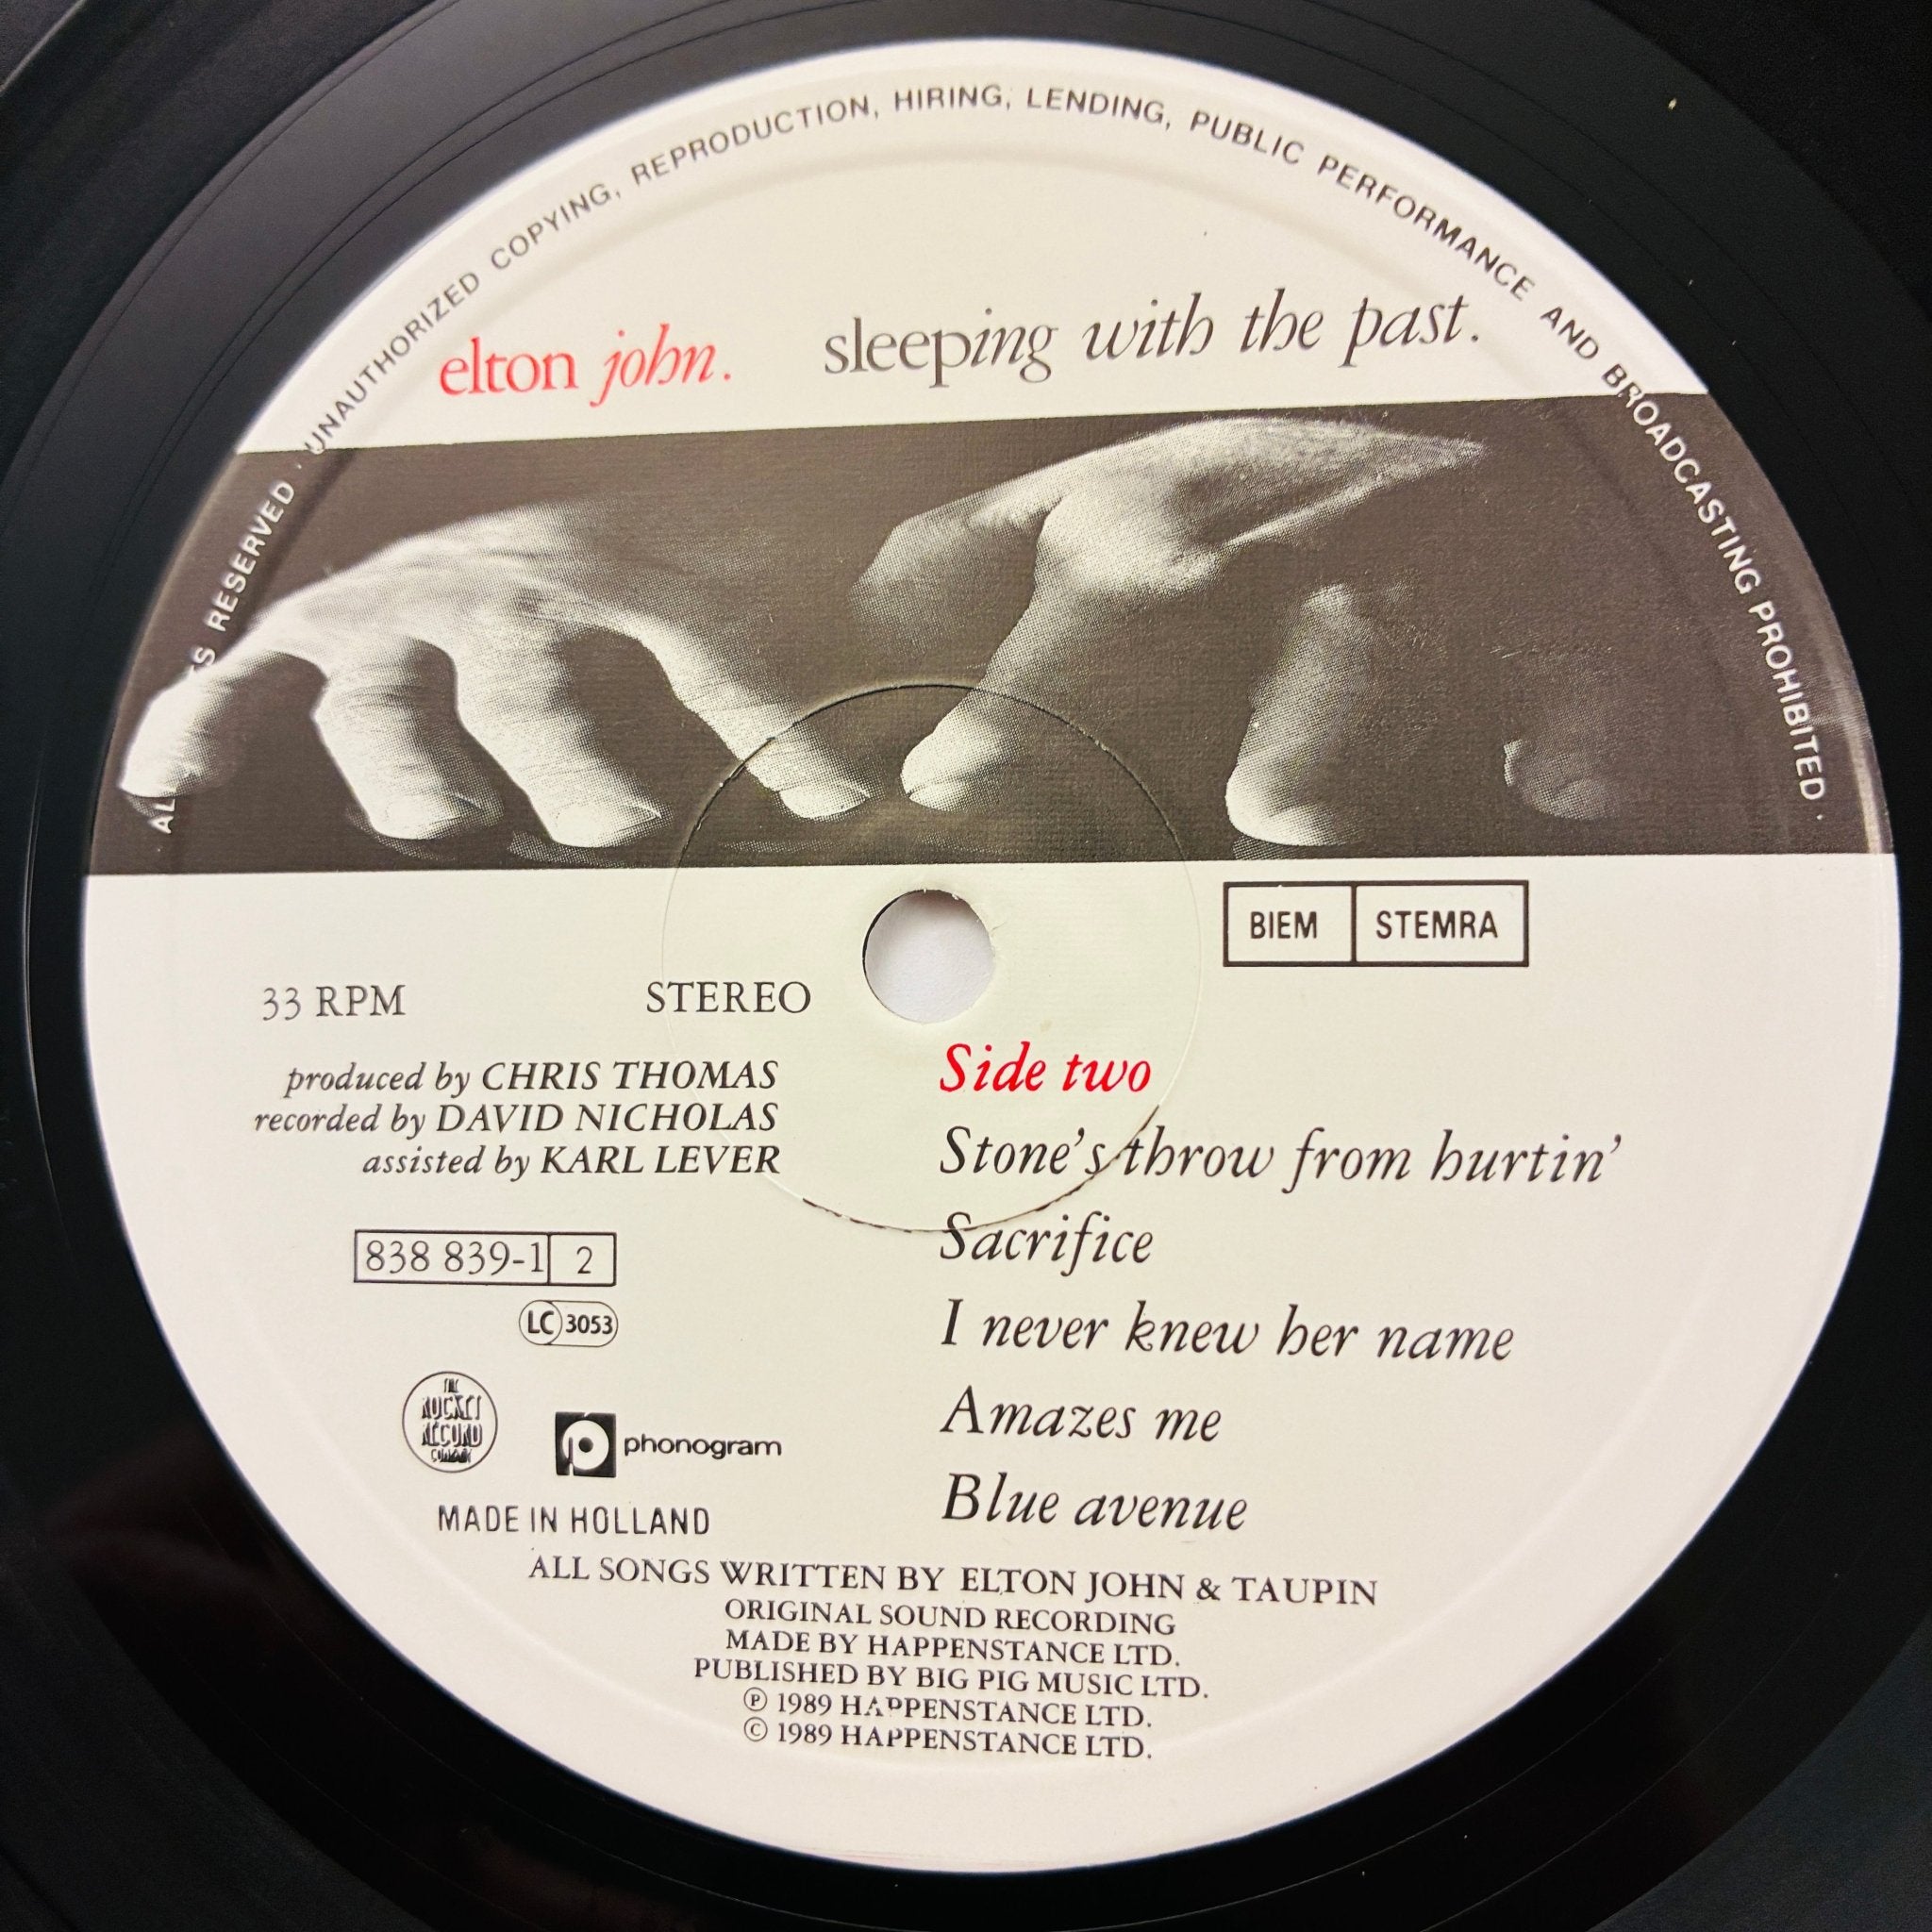 ALL RIGHTS RESERVED · UNAUTHORIZED COPYING, REPRODUCTION, HIRING, LENDING, PUBLIC PERFORMANCE AND BROADCASTING PROHIBITED ·
elton john. sleeping with the past.
BIEM STEMRA
33 RPM STEREO
produced by CHRIS THOMAS
recorded by DAVID NICHOLAS
assisted by KARL LEVER
838 839-1 2
LC 3053
THE
ROCKET
RECORD
COMPANY
phonogram
MADE IN HOLLAND
Side two
Stone's throw from hurtin'
Sacrifice
I never knew her name
Amazes me
Blue avenue
ALL SONGS WRITTEN BY ELTON JOHN & TAUPIN
ORIGINAL SOUND RECORDING
MADE BY HAPPENSTANCE LTD.
PUBLISHED BY BIG PIG MUSIC LTD.
℗ 1989 HAPPENSTANCE LTD.
© 1989 HAPPENSTANCE LTD.